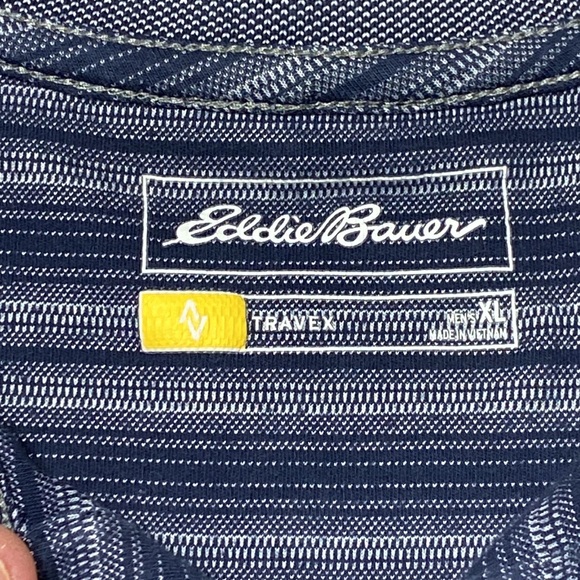 Eddie Bauer
TRAVEX
MEN'S XL
MADE IN VIETNAM